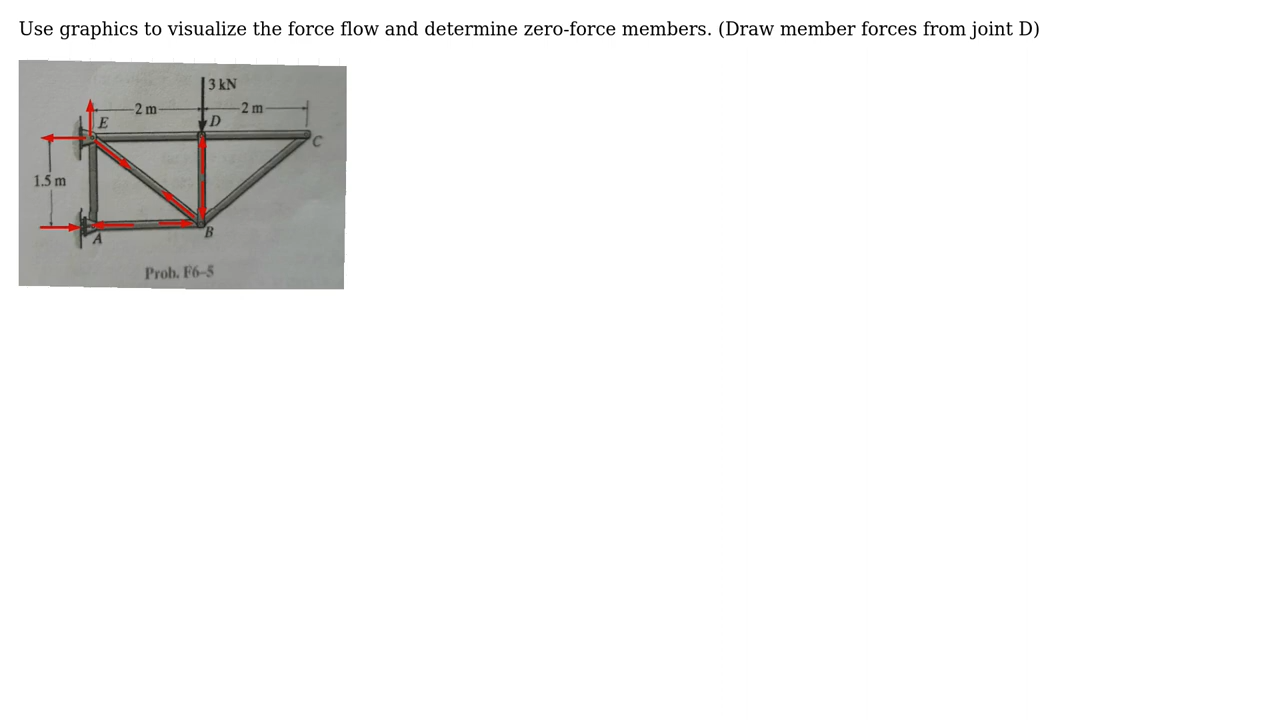 Use graphics to visualize the force flow and determine zero-force members. (Draw member forces from joint D)
3 kN
2 m
2 m
E
D
C
1.5 m
A
B
Prob. F6–5